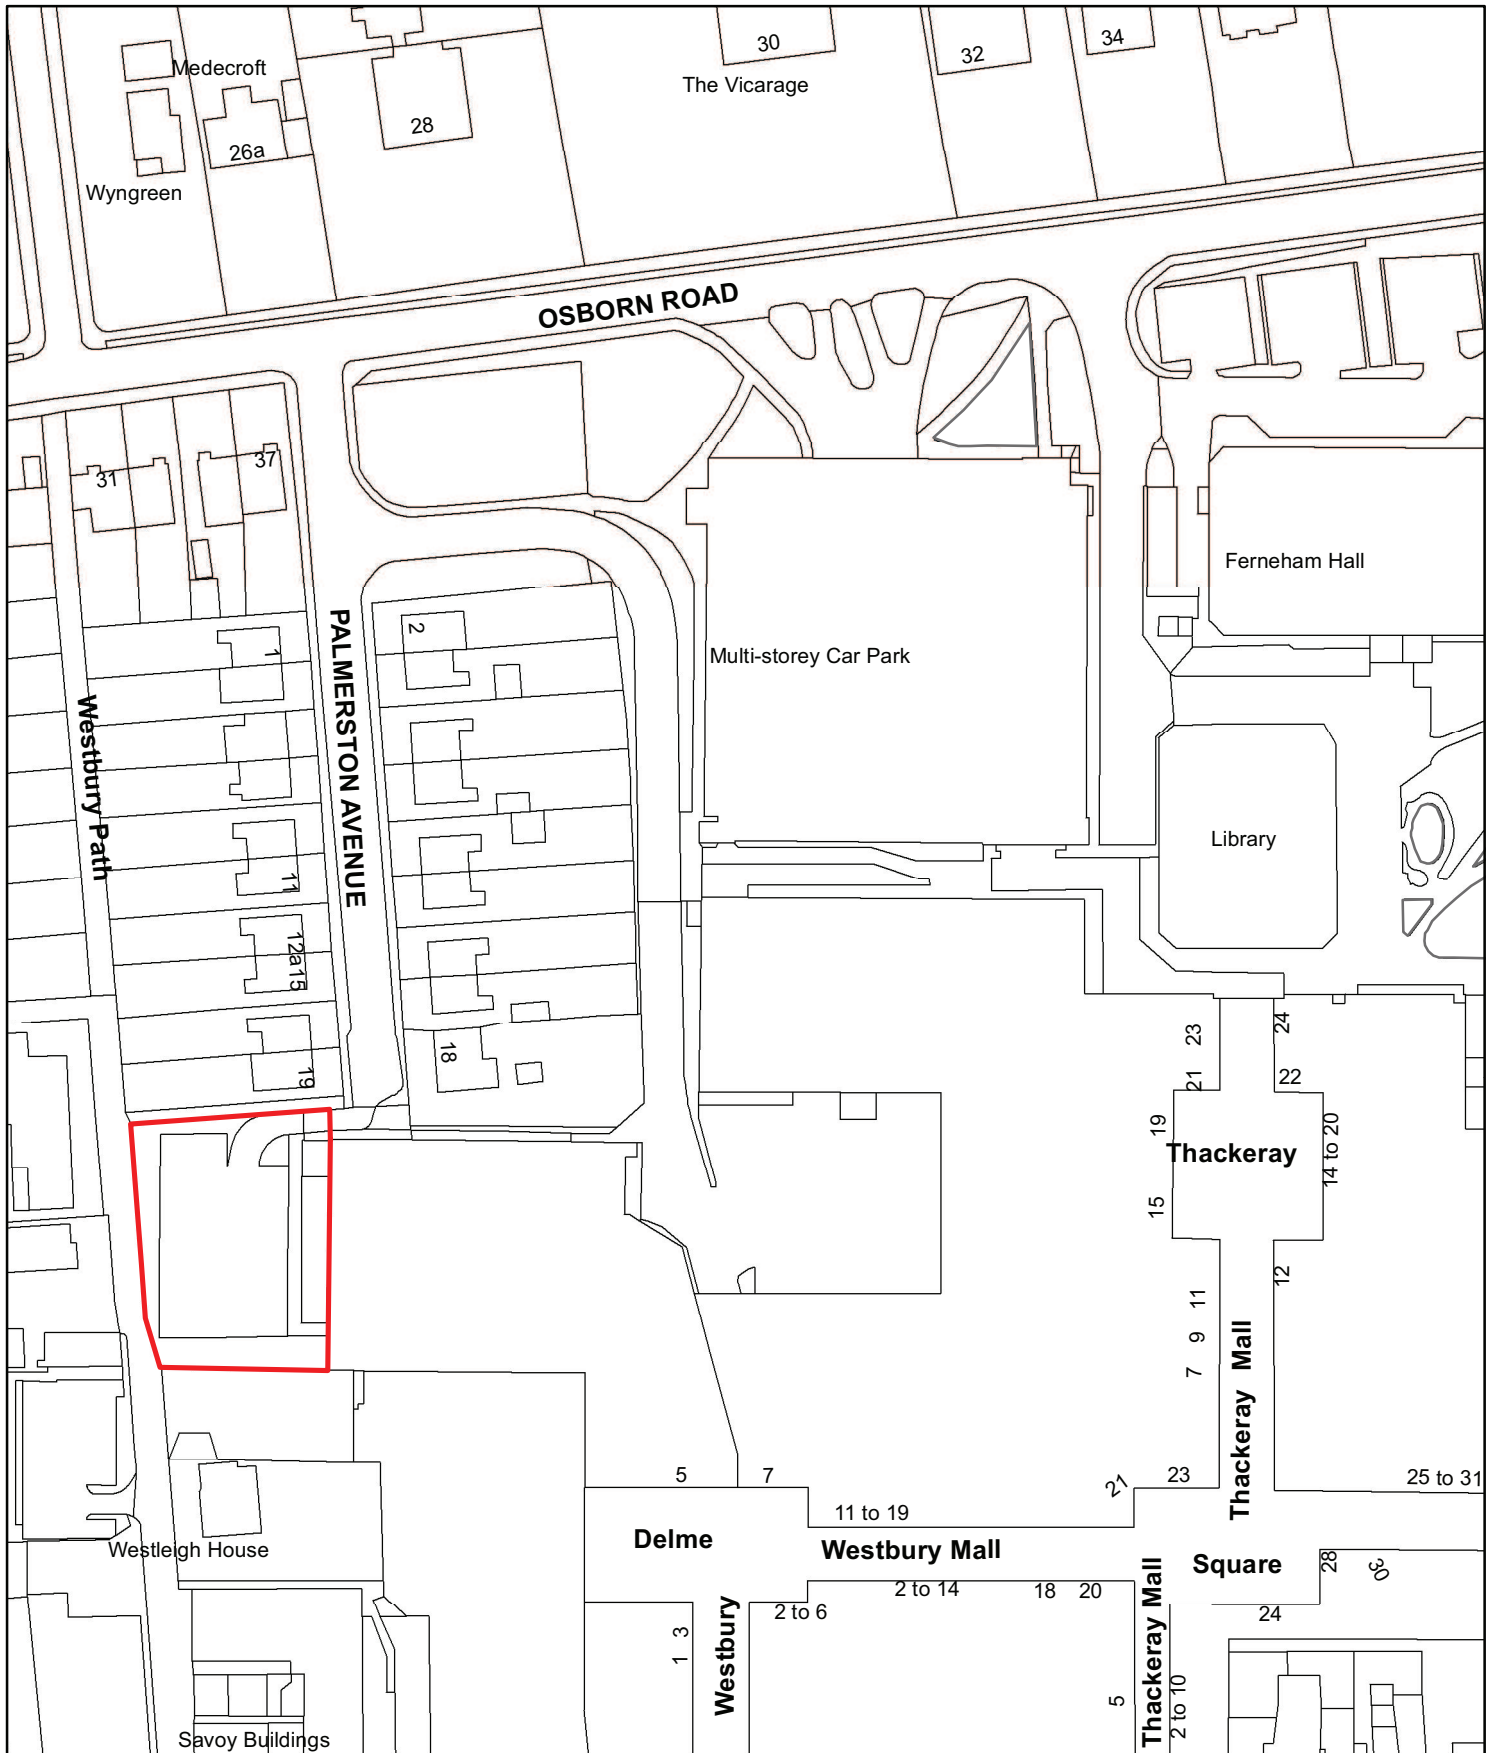 30
32
34
Medecroft
The Vicarage
28
26a
Wyngreen
OSBORN ROAD
31
37
Ferneham Hall
2
1
PALMERSTON AVENUE
Multi-storey Car Park
Westbury Path
Library
11
12a
15
18
19
23
24
21
22
19
Thackeray
14 to 20
15
12
11
9
7
Thackeray Mall
5
7
21
23
25 to 31
11 to 19
Delme
Westbury Mall
Square
Westleigh House
28
30
2 to 14
18
20
2 to 6
24
3
1
Westbury
Thackeray Mall
5
2 to 10
Savoy Buildings